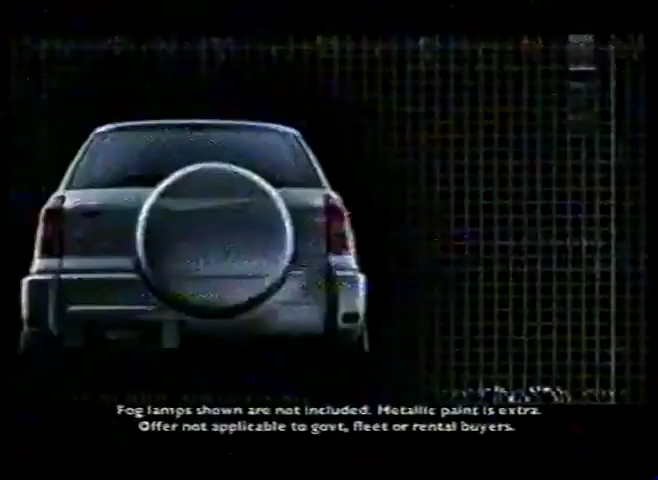 Fog lamps shown are not included. Metallic paint is extra.
Offer not applicable to govt, fleet or rental buyers.